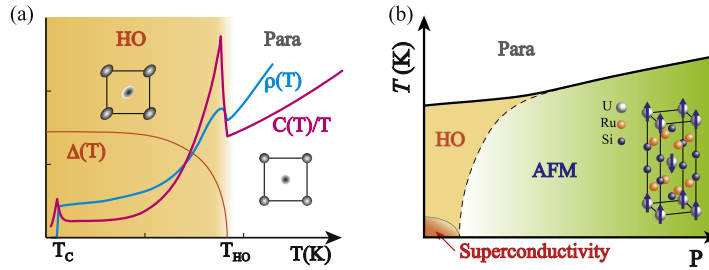 (a)
HO
Para
ρ(T)
C(T)/T
Δ(T)
T_C
T_HO
T(K)
(b)
T (K)
Para
HO
AFM
U
Ru
Si
Superconductivity
P